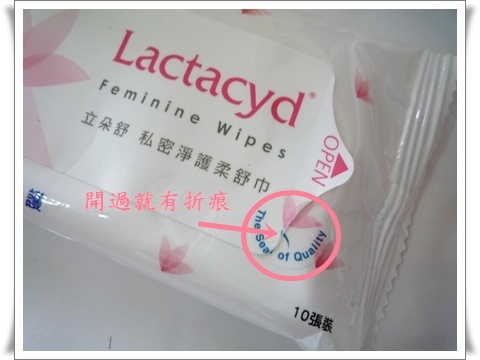 Lactacyd®
Feminine Wipes
立朵舒 私密淨護柔舒巾
OPEN
開過就有折痕
The Seal of Quality
10張裝